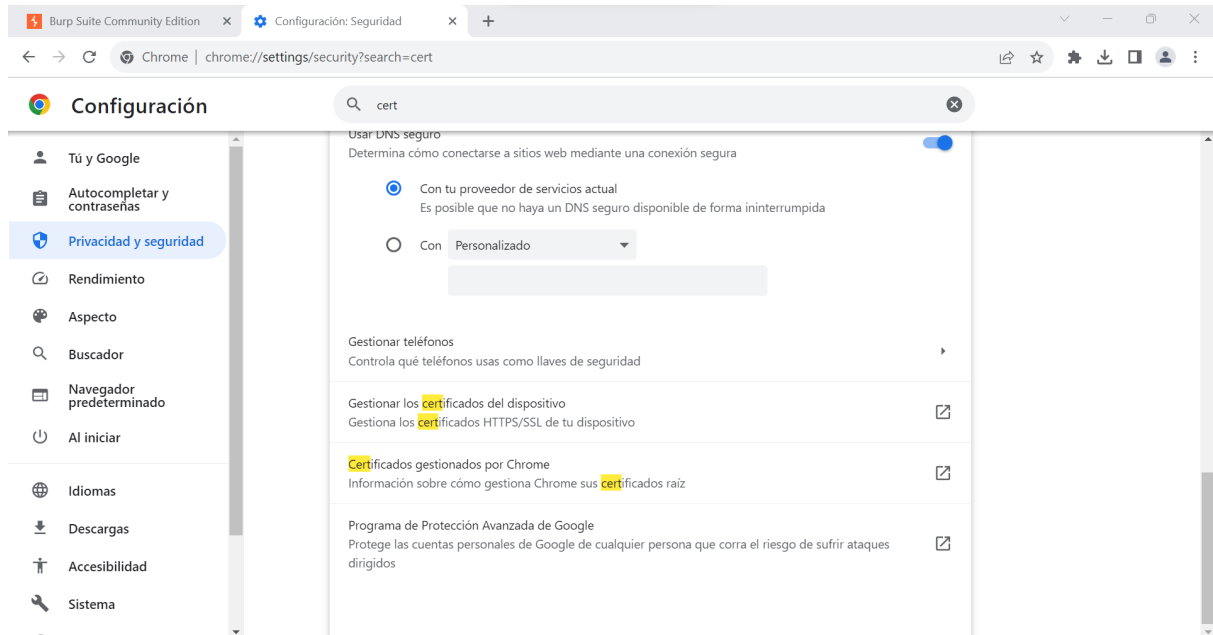 Burp Suite Community Edition
Configuración: Seguridad
Chrome | chrome://settings/security?search=cert
Configuración
cert
Tú y Google
Autocompletar y
contraseñas
Privacidad y seguridad
Rendimiento
Aspecto
Buscador
Navegador
predeterminado
Al iniciar
Idiomas
Descargas
Accesibilidad
Sistema
Usar DNS seguro
Determina cómo conectarse a sitios web mediante una conexión segura
Con tu proveedor de servicios actual
Es posible que no haya un DNS seguro disponible de forma ininterrumpida
Con Personalizado
Gestionar teléfonos
Controla qué teléfonos usas como llaves de seguridad
Gestionar los certificados del dispositivo
Gestiona los certificados HTTPS/SSL de tu dispositivo
Certificados gestionados por Chrome
Información sobre cómo gestiona Chrome sus certificados raíz
Programa de Protección Avanzada de Google
Protege las cuentas personales de Google de cualquier persona que corra el riesgo de sufrir ataques
dirigidos